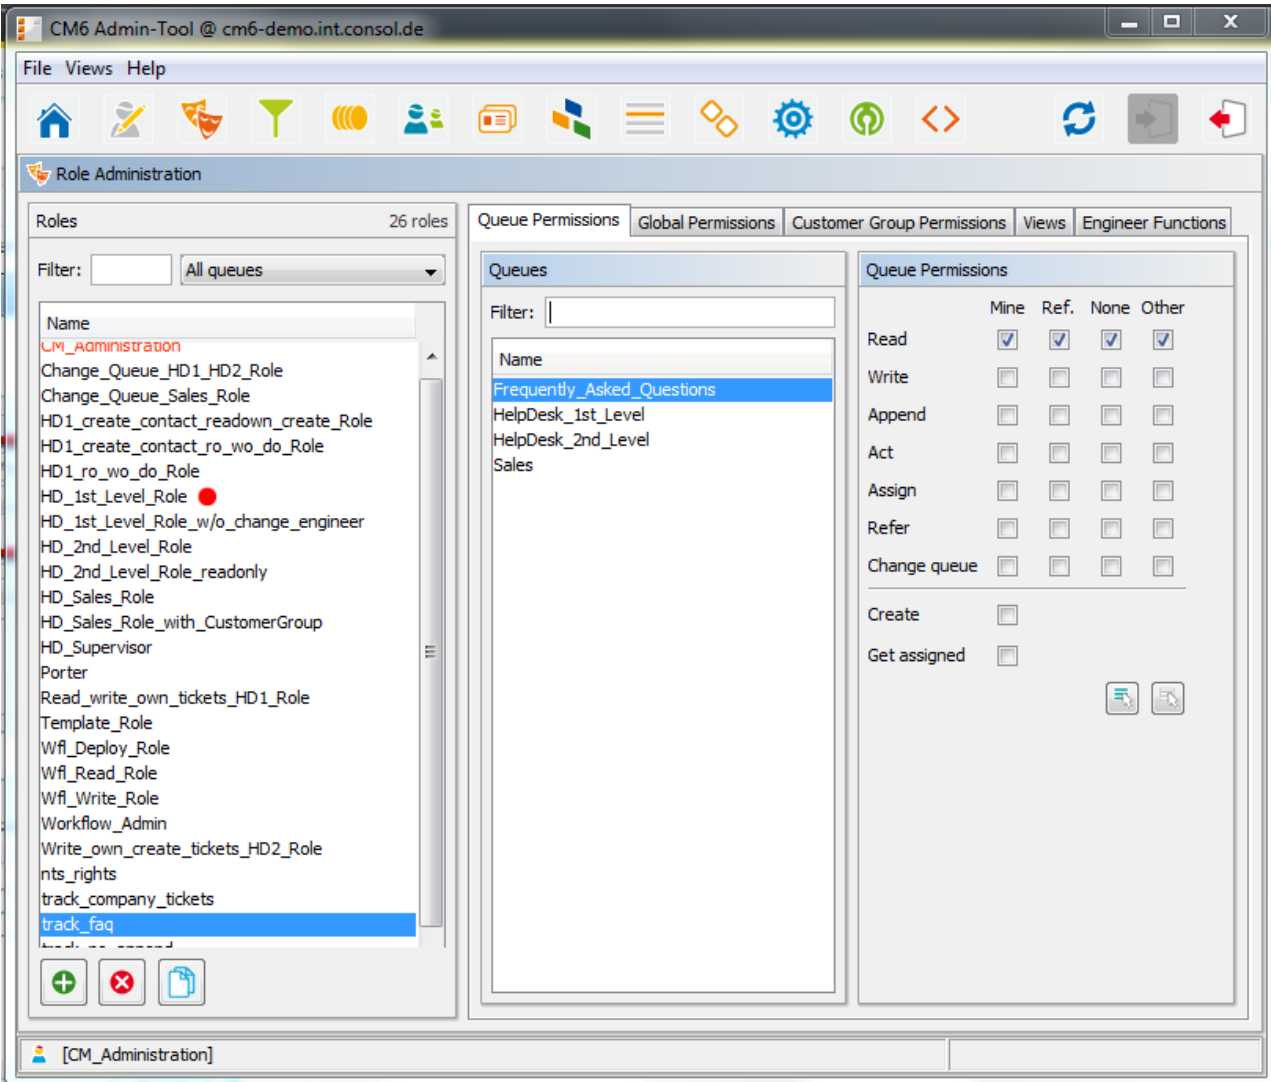 CM6 Admin-Tool @ cm6-demo.int.consol.de
X
File Views Help
Role Administration
Roles 26 roles
Filter: All queues
Name
CM_Administration
Change_Queue_HD1_HD2_Role
Change_Queue_Sales_Role
HD1_create_contact_readown_create_Role
HD1_create_contact_ro_wo_do_Role
HD1_ro_wo_do_Role
HD_1st_Level_Role
HD_1st_Level_Role_w/o_change_engineer
HD_2nd_Level_Role
HD_2nd_Level_Role_readonly
HD_Sales_Role
HD_Sales_Role_with_CustomerGroup
HD_Supervisor
Porter
Read_write_own_tickets_HD1_Role
Template_Role
Wfl_Deploy_Role
Wfl_Read_Role
Wfl_Write_Role
Workflow_Admin
Write_own_create_tickets_HD2_Role
nts_rights
track_company_tickets
track_faq
track_no_append
Queue Permissions Global Permissions Customer Group Permissions Views Engineer Functions
Queues
Filter:
Name
Frequently_Asked_Questions
HelpDesk_1st_Level
HelpDesk_2nd_Level
Sales
Queue Permissions
Mine Ref. None Other
Read
Write
Append
Act
Assign
Refer
Change queue
Create
Get assigned
[CM_Administration]